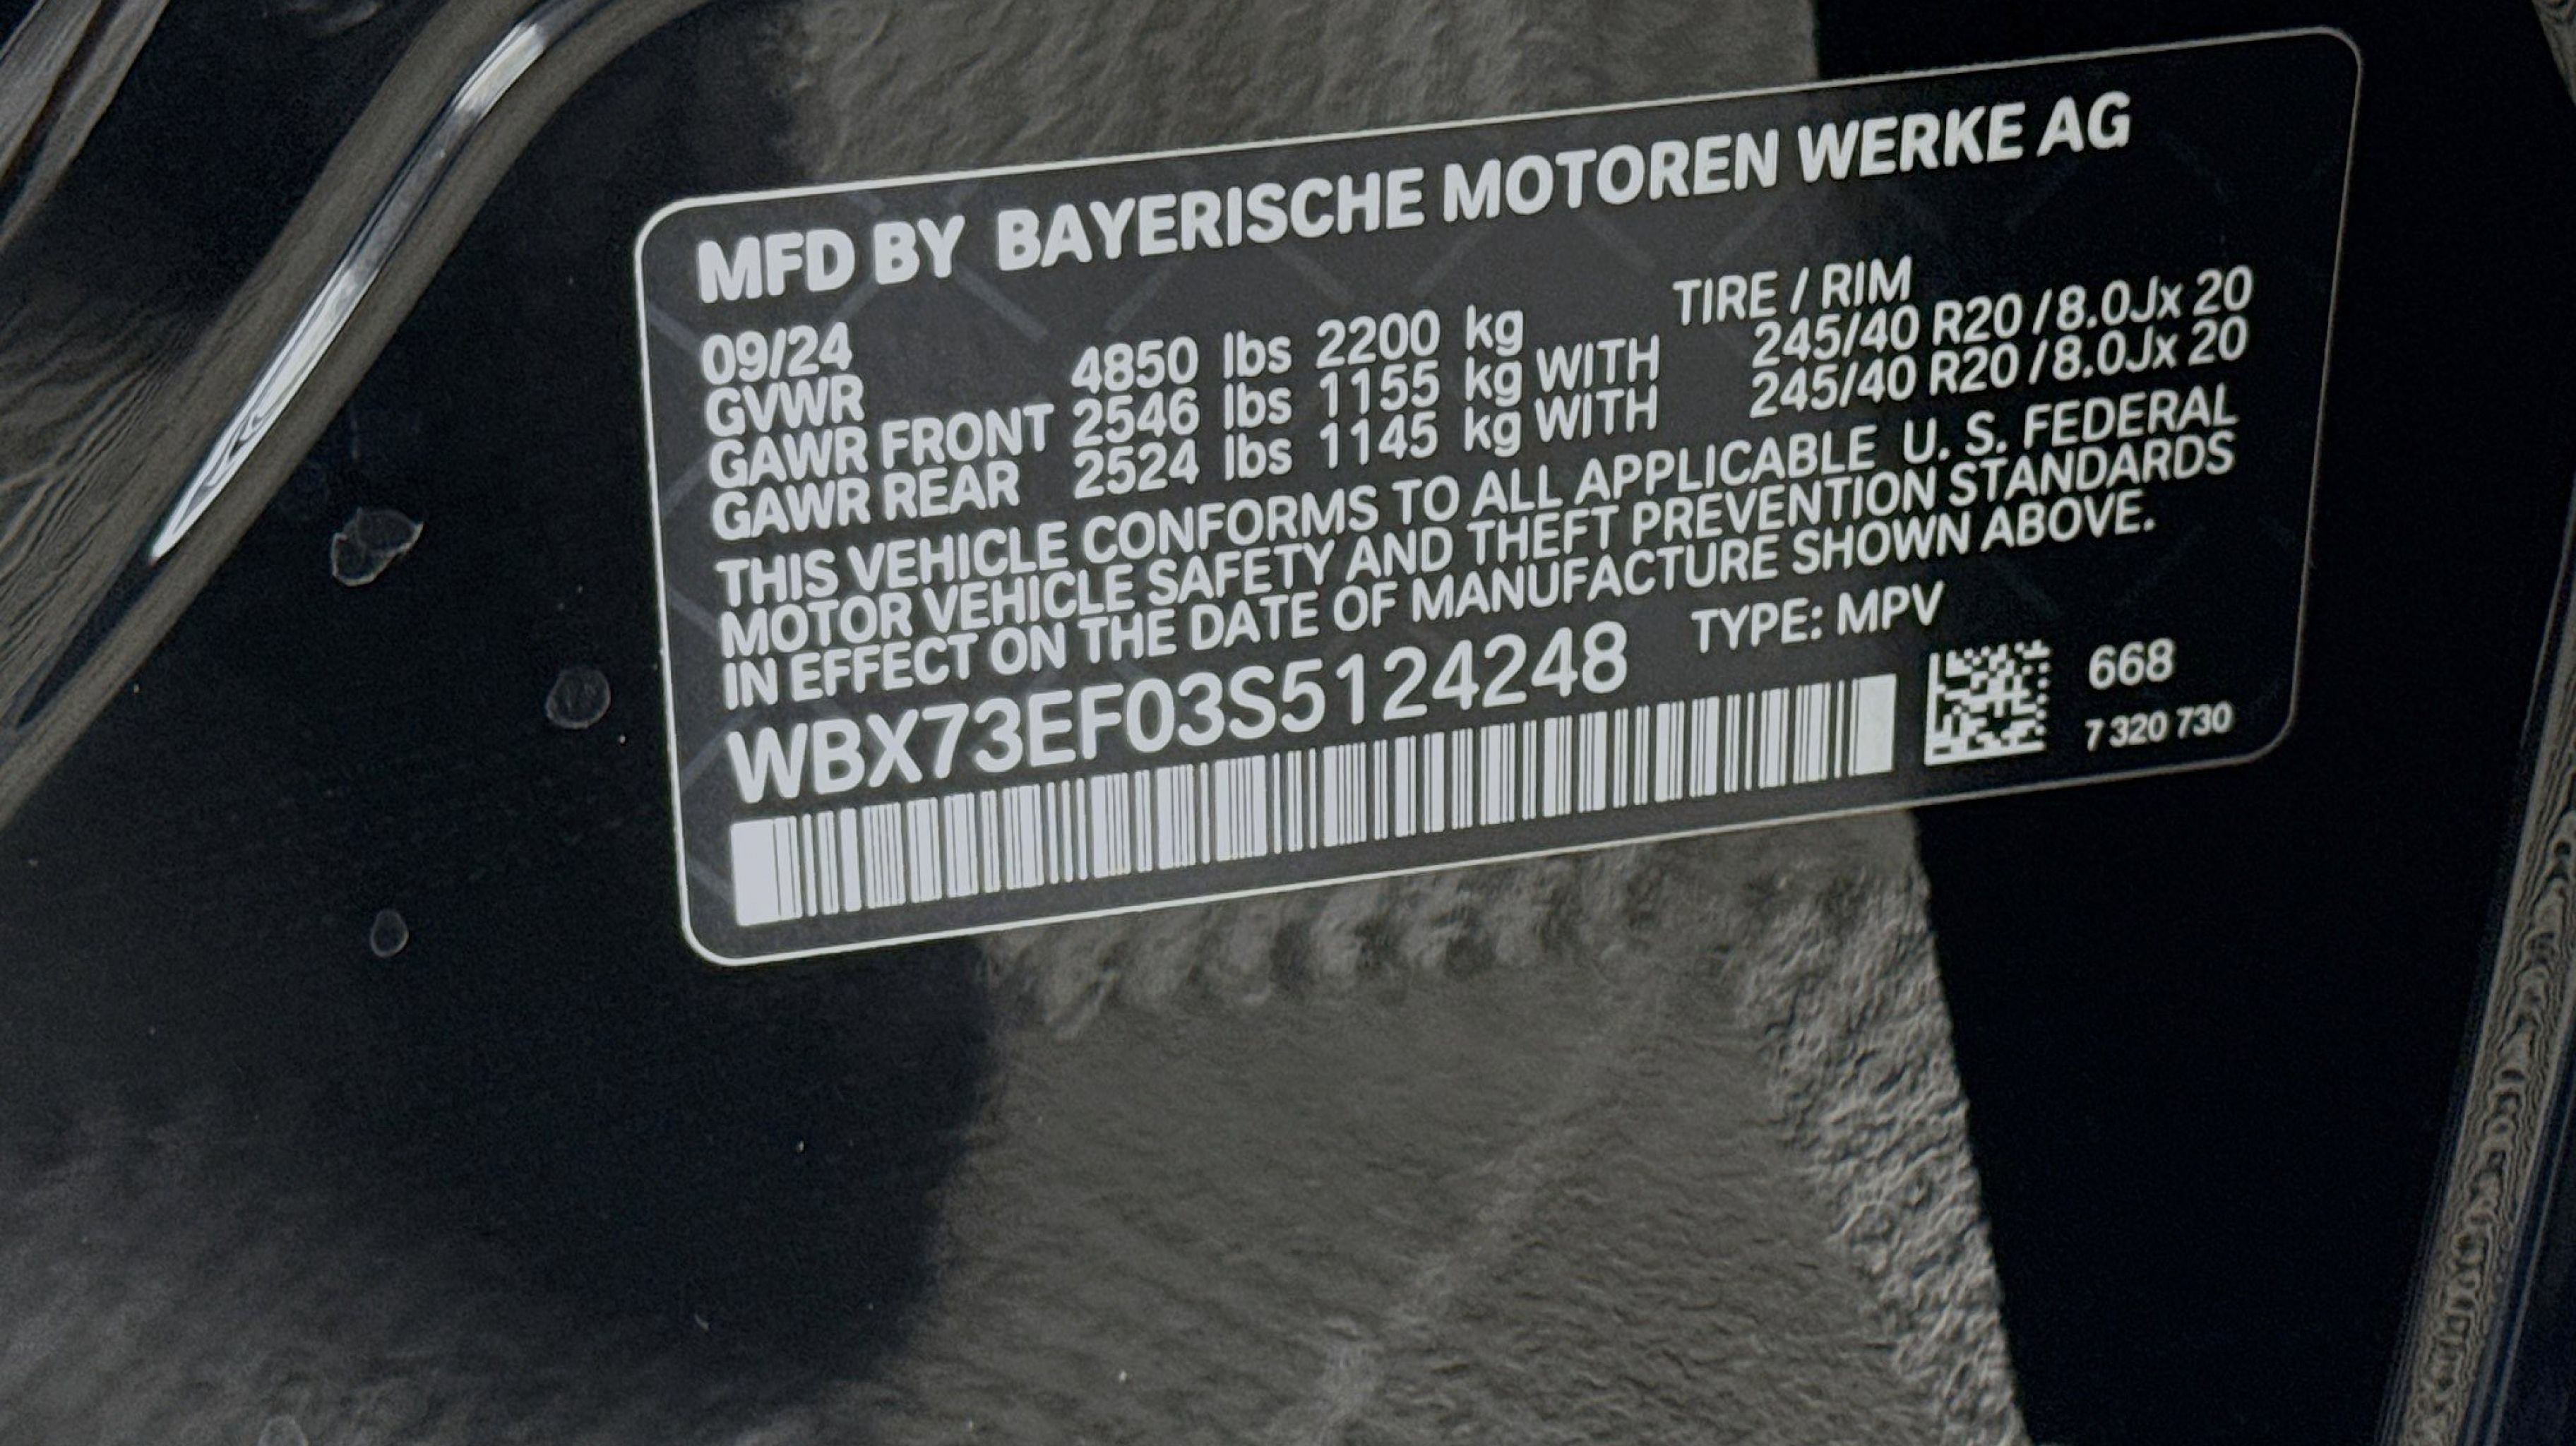 MFD BY BAYERISCHE MOTOREN WERKE AG
09/24 TIRE / RIM
GVWR 4850 lbs 2200 kg
GAWR FRONT 2546 lbs 1155 kg WITH 245/40 R20 / 8.0Jx 20
GAWR REAR 2524 lbs 1145 kg WITH 245/40 R20 / 8.0Jx 20
THIS VEHICLE CONFORMS TO ALL APPLICABLE U. S. FEDERAL
MOTOR VEHICLE SAFETY AND THEFT PREVENTION STANDARDS
IN EFFECT ON THE DATE OF MANUFACTURE SHOWN ABOVE.
WBX73EF03S5124248 TYPE: MPV
668
7 320 730